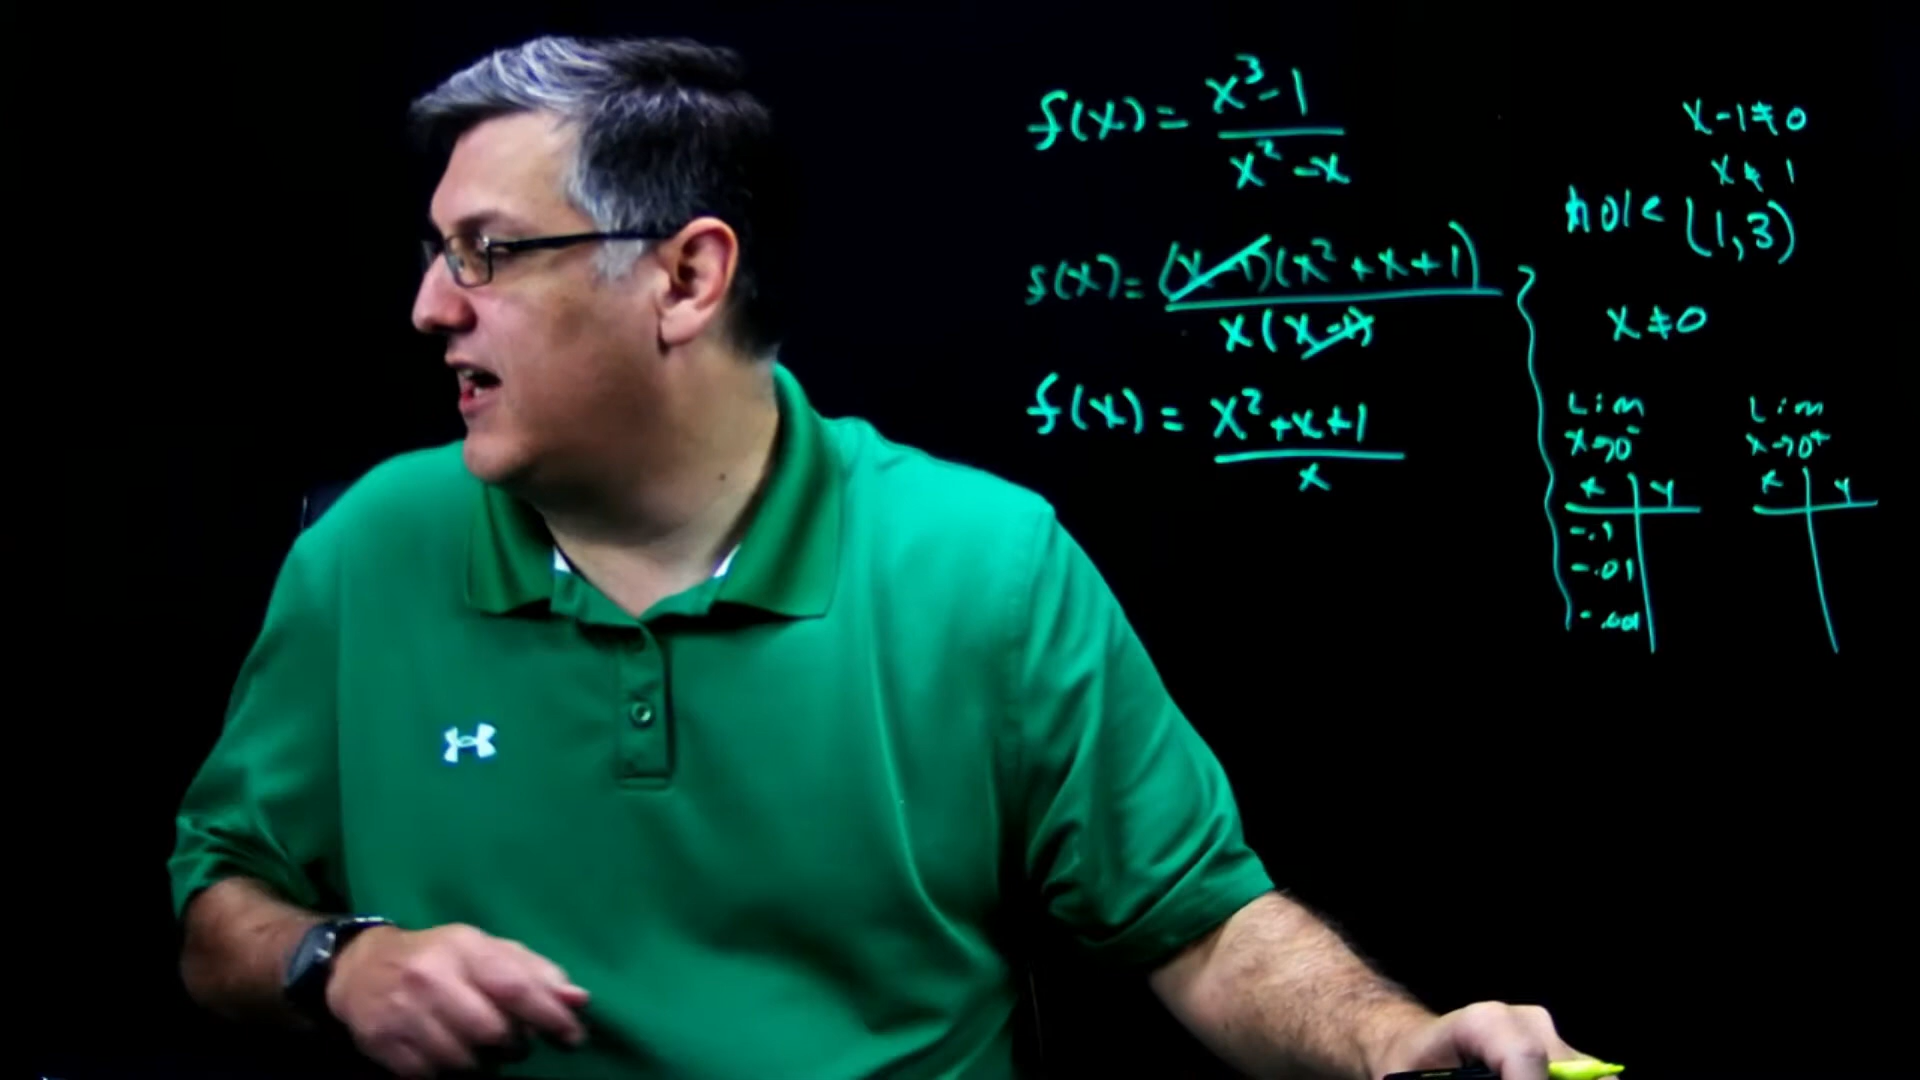 f(x) = x³-1 / x²-x
f(x) = (x-1)(x²+x+1) / x(x-1)
f(x) = x²+x+1 / x
x-1≠0
x≠1
hole (1,3)
x≠0
Lim x→0⁻
x | y
-.1
-.01
-.001
Lim x→0⁺
x | y